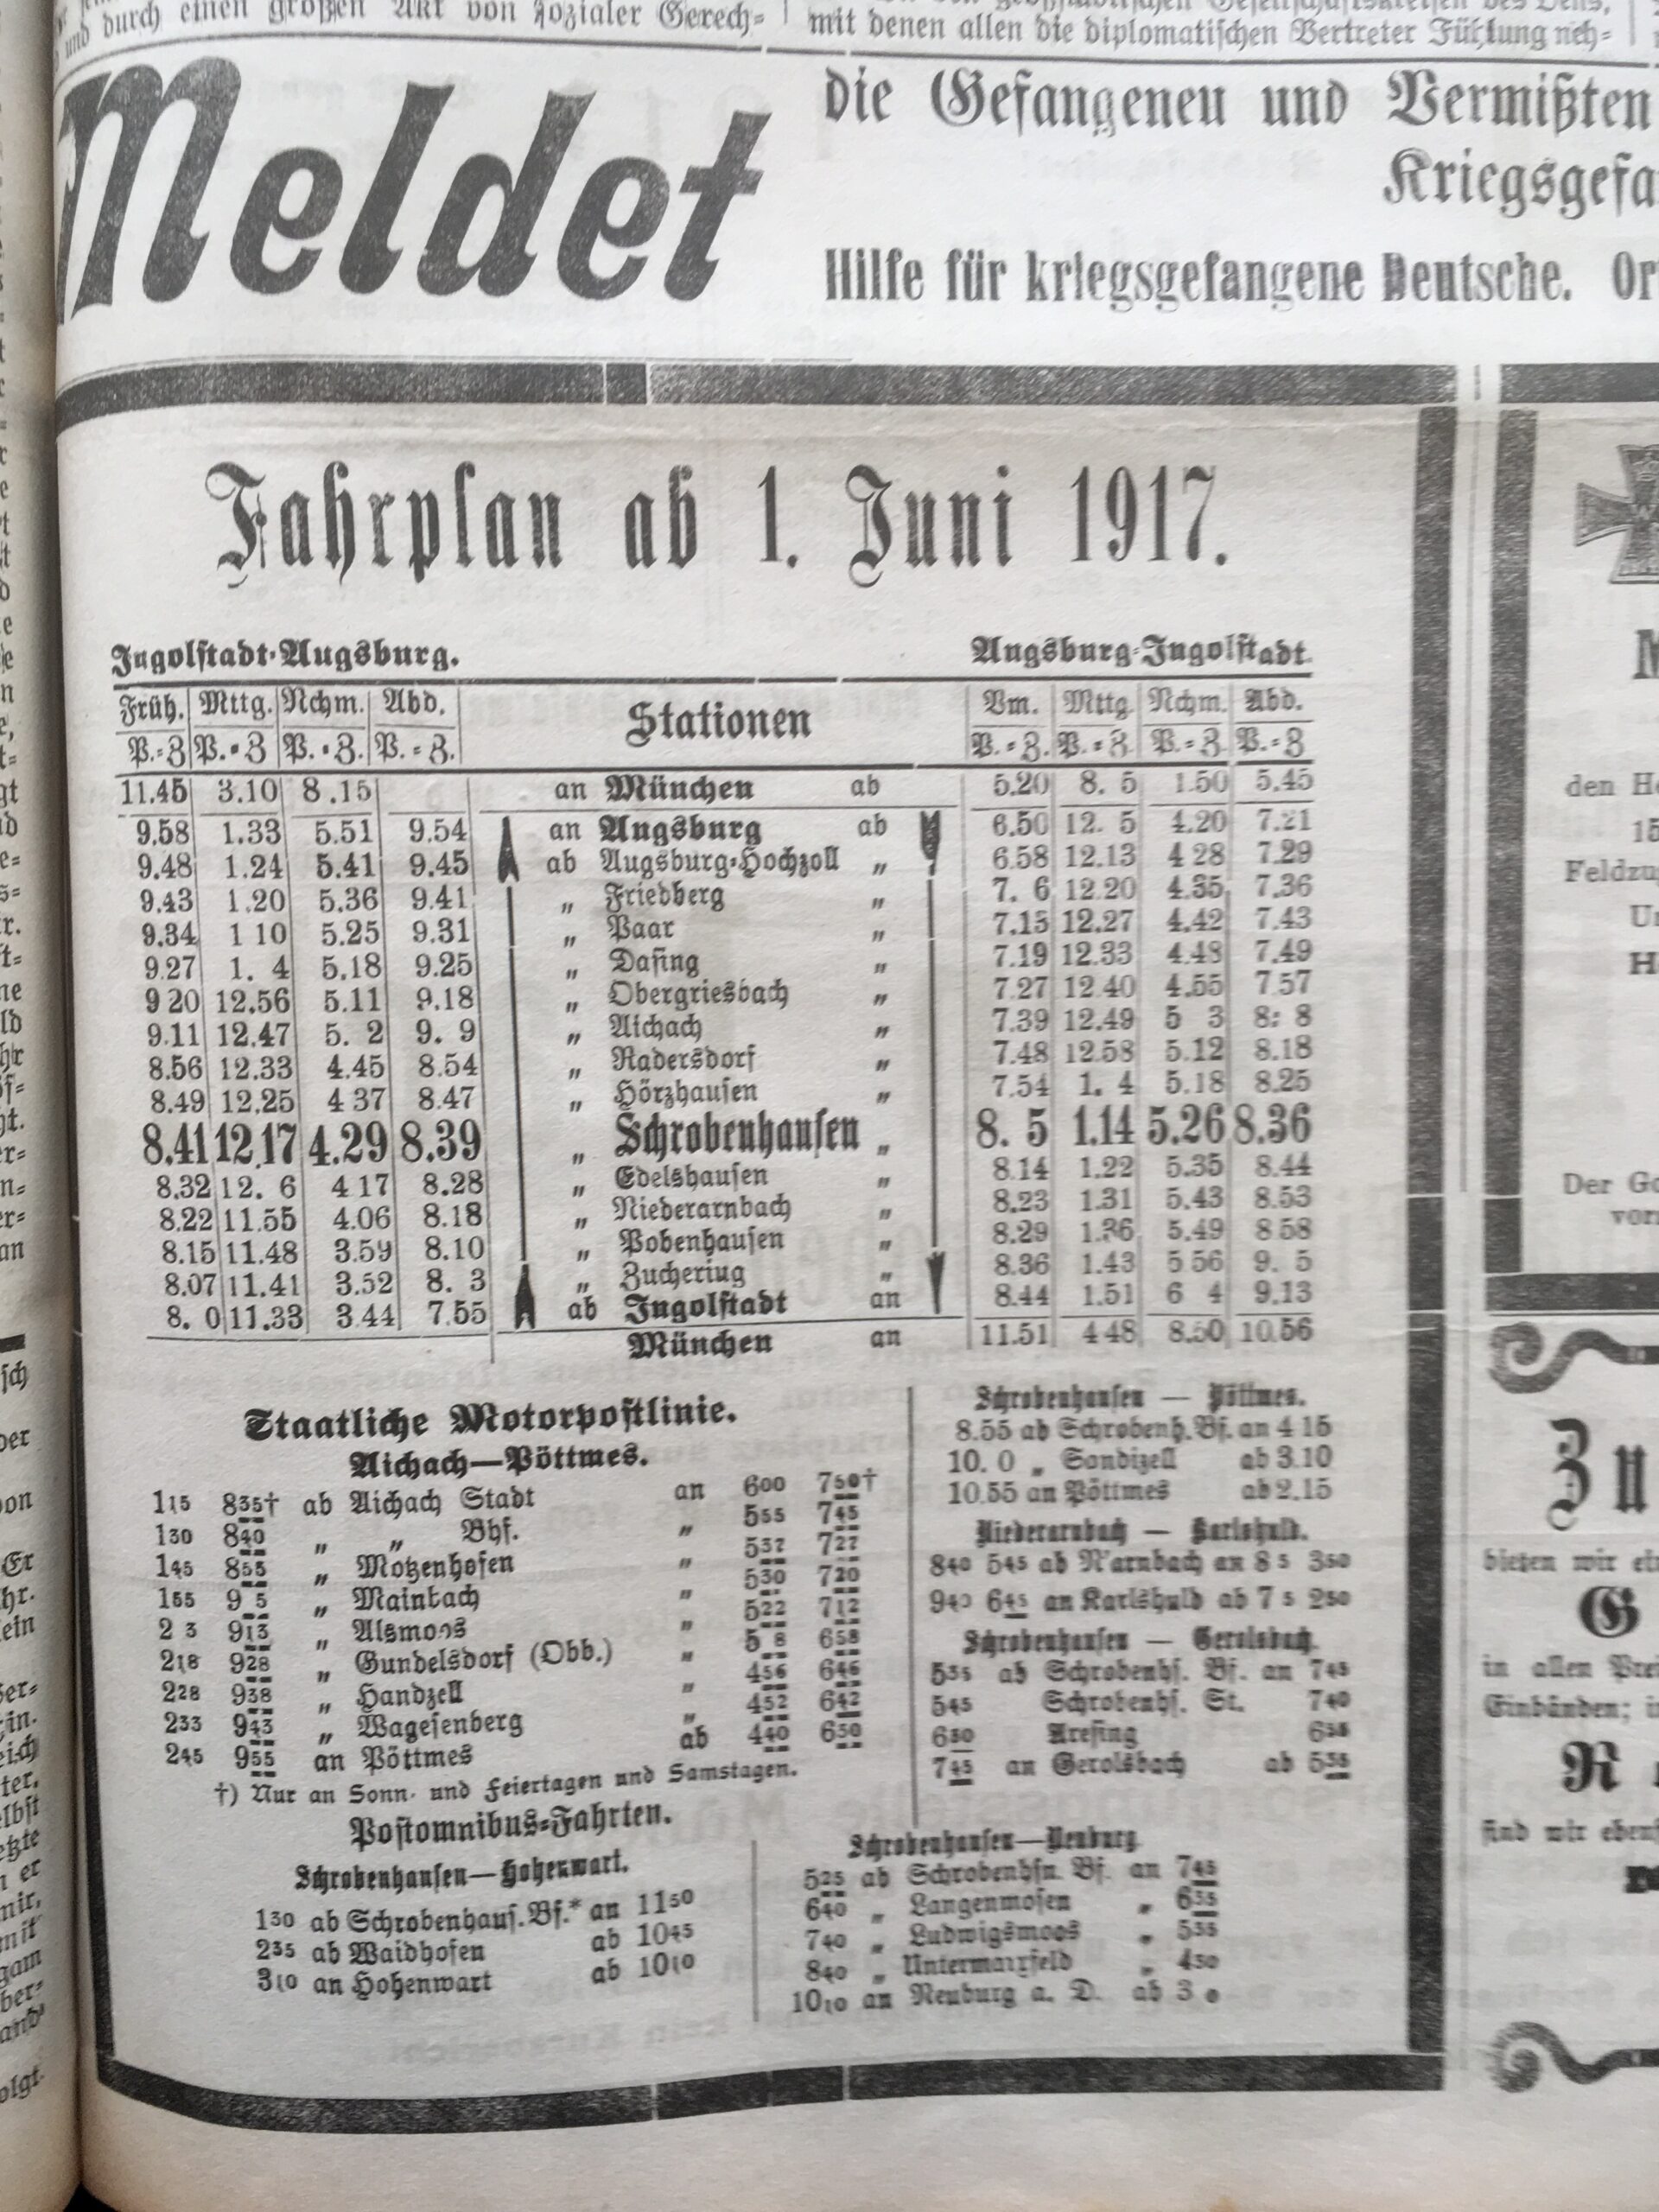 durch einen großen Akt von sozialer Gerech-
und
mit denen allen die diplomatischen Vertreter Fühlung neh-
Meldet
die Gefangenen und Vermißten
Kriegsgefa
Hilfe für kriegsgefangene Deutsche. Or
Fahrplan ab 1. Juni 1917.
Ingolstadt-Augsburg. Augsburg-Ingolstadt.
Früh. Mttg. Nchm. Abd. Stationen Vm. Mttg. Nchm. Abd.
P.-Z P.-Z P.-Z. P.-Z. P.-Z. P.-Z. P.-Z. P.-Z
11.45 3.10 8.15 an München ab 5.20 8. 5 1.50 5.45
9.58 1.33 5.51 9.54 an Augsburg ab 6.50 12. 5 4.20 7.21
9.48 1.24 5.41 9.45 ab Augsburg-Hochzoll „ 6.58 12.13 4 28 7.29
9.43 1.20 5.36 9.41 „ Friedberg „ 7. 6 12.20 4.35 7.36
9.34 1 10 5.25 9.31 „ Paar „ 7.15 12.27 4.42 7.43
9.27 1. 4 5.18 9.25 „ Dasing „ 7.19 12.33 4.48 7.49
9 20 12.56 5.11 9.18 „ Obergriesbach „ 7.27 12.40 4.55 7.57
9.11 12.47 5. 2 9. 9 „ Aichach „ 7.39 12.49 5 3 8: 8
8.56 12.33 4.45 8.54 „ Radersdorf „ 7.48 12.58 5.12 8.18
8.49 12.25 4 37 8.47 „ Hörzhausen „ 7.54 1. 4 5.18 8.25
8.41 12.17 4.29 8.39 „ Schrobenhausen „ 8. 5 1.14 5.26 8.36
8.32 12. 6 4 17 8.28 „ Edelshausen „ 8.14 1.22 5.35 8.44
8.22 11.55 4.06 8.18 „ Niederarnbach „ 8.23 1.31 5.43 8.53
8.15 11.48 3.59 8.10 „ Pobenhausen „ 8.29 1.36 5.49 8 58
8.07 11.41 3.52 8. 3 „ Zuchering „ 8.36 1.43 5 56 9. 5
8. 0 11.33 3.44 7.55 ab Ingolstadt an 8.44 1.51 6 4 9.13
München an 11.51 4 48 8.50 10.56
Staatliche Motorpostlinie.
Aichach—Pöttmes.
115 835† ab Aichach Stadt an 600 750†
130 840 „ „ Bhf. „ 555 745
145 855 „ Motzenhofen „ 537 727
155 9 5 „ Mainbach „ 530 720
2 3 913 „ Alsmoos „ 522 712
218 928 „ Gundelsdorf (Obb.) „ 5 8 658
228 938 „ Handzell „ 456 646
233 943 „ Wagesenberg „ 452 642
245 955 an Pöttmes ab 440 630
†) Nur an Sonn- und Feiertagen und Samstagen.
Schrobenhausen — Pöttmes.
8.55 ab Schrobenh. Bf. an 4 15
10. 0 „ Sandizell ab 3.10
10.55 an Pöttmes ab 2.15
Niederarnbach — Karlshuld.
840 545 ab N'arnbach an 8 5 350
940 645 an Karlshuld ab 7 5 250
Schrobenhausen — Gerolsbach.
535 ab Schrobenhs. Bf. an 745
545 Schrobenhs. St. 740
630 Aresing 655
745 an Gerolsbach ab 535
Postomnibus-Fahrten.
Schrobenhausen—Hohenwart.
130 ab Schrobenhaus. Bf.* an 1150
235 ab Waidhofen ab 1045
310 an Hohenwart ab 1010
Schrobenhausen—Neuburg.
525 ab Schrobenhsn. Bf. an 745
640 „ Langenmosen „ 635
740 „ Ludwigsmoos „ 535
840 „ Untermaxfeld „ 430
1010 an Neuburg a. D. ab 3 0
den He
15
Feldzu
Un
Der Go
vor
Zu
bieten wir ein
G
in allen Prei
Einbänden; i
R
sind wir eben